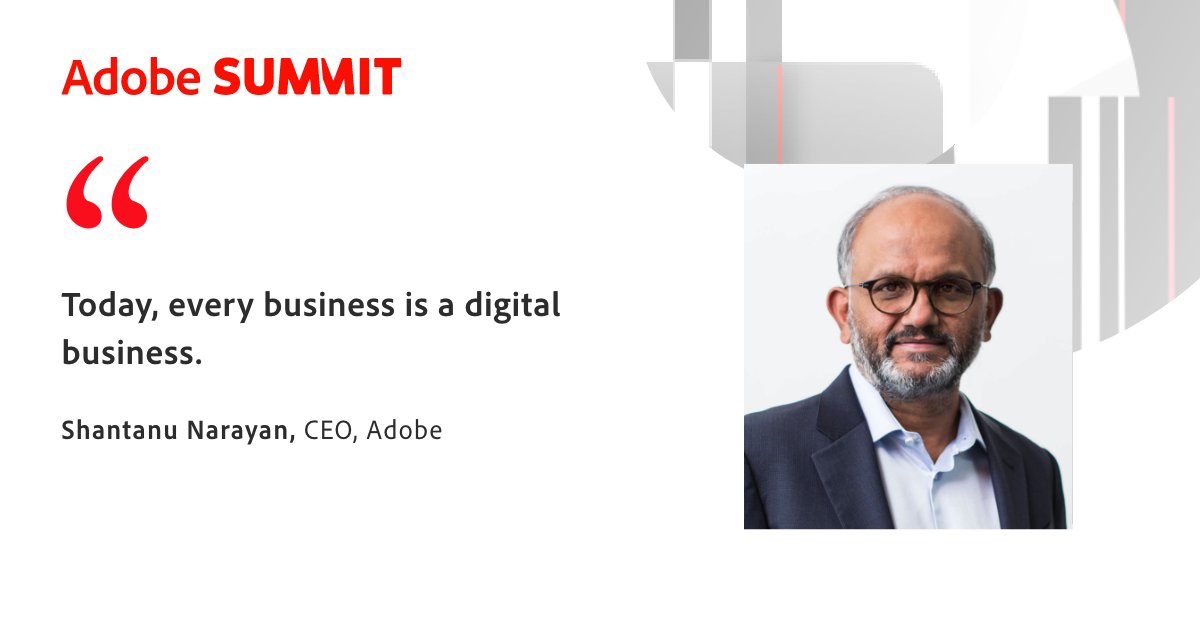 Adobe SUMMIT
“
Today, every business is a digital
business.
Shantanu Narayan, CEO, Adobe